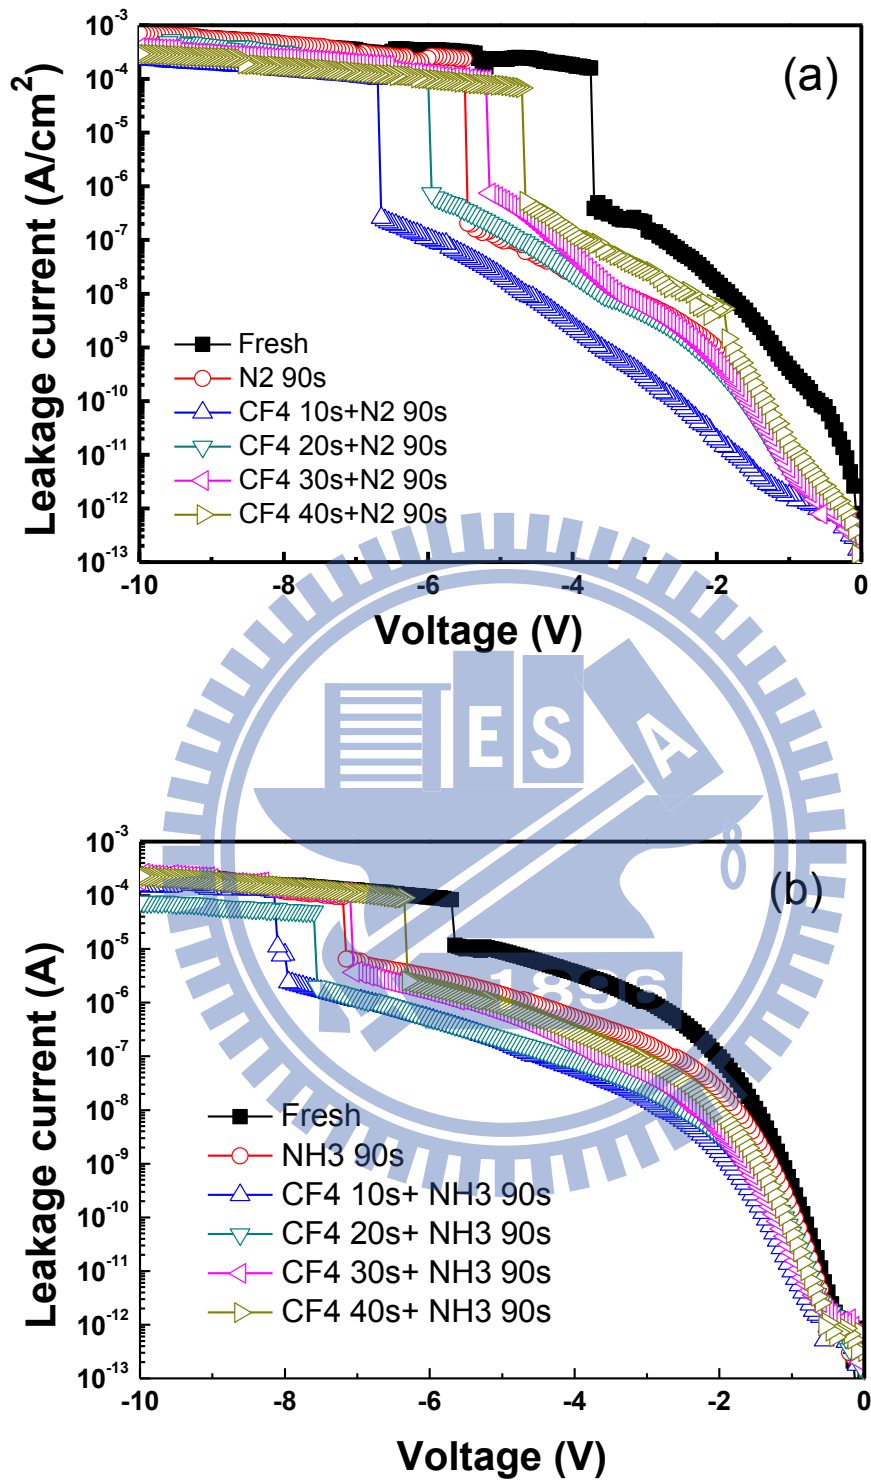 (a)
Leakage current (A/cm²)
10⁻³
10⁻⁴
10⁻⁵
10⁻⁶
10⁻⁷
10⁻⁸
10⁻⁹
10⁻¹⁰
10⁻¹¹
10⁻¹²
10⁻¹³
Fresh
N2 90s
CF4 10s+N2 90s
CF4 20s+N2 90s
CF4 30s+N2 90s
CF4 40s+N2 90s
-10 -8 -6 -4 -2 0
Voltage (V)
E S A
(b)
Leakage current (A)
10⁻³
10⁻⁴
10⁻⁵
10⁻⁶
10⁻⁷
10⁻⁸
10⁻⁹
10⁻¹⁰
10⁻¹¹
10⁻¹²
10⁻¹³
1896
Fresh
NH3 90s
CF4 10s+ NH3 90s
CF4 20s+ NH3 90s
CF4 30s+ NH3 90s
CF4 40s+ NH3 90s
-10 -8 -6 -4 -2 0
Voltage (V)